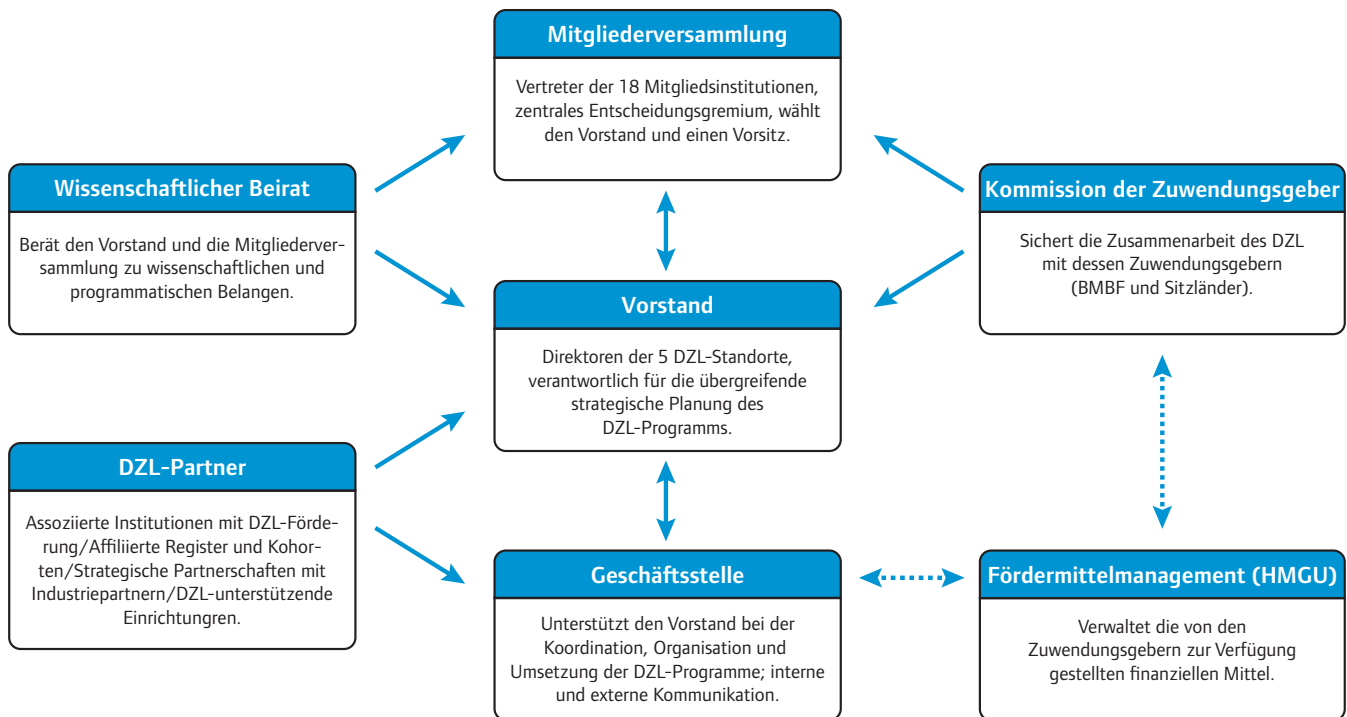 Mitgliederversammlung
Vertreter der 18 Mitgliedsinstitutionen,
zentrales Entscheidungsgremium, wählt
den Vorstand und einen Vorsitz.
Wissenschaftlicher Beirat
Berät den Vorstand und die Mitgliederver-
sammlung zu wissenschaftlichen und
programmatischen Belangen.
Kommission der Zuwendungsgeber
Sichert die Zusammenarbeit des DZL
mit dessen Zuwendungsgebern
(BMBF und Sitzländer).
Vorstand
Direktoren der 5 DZL-Standorte,
verantwortlich für die übergreifende
strategische Planung des
DZL-Programms.
DZL-Partner
Assoziierte Institutionen mit DZL-Förde-
rung/Affiliierte Register und Kohor-
ten/Strategische Partnerschaften mit
Industriepartnern/DZL-unterstützende
Einrichtungren.
Geschäftsstelle
Unterstützt den Vorstand bei der
Koordination, Organisation und
Umsetzung der DZL-Programme; interne
und externe Kommunikation.
Fördermittelmanagement (HMGU)
Verwaltet die von den
Zuwendungsgebern zur Verfügung
gestellten finanziellen Mittel.